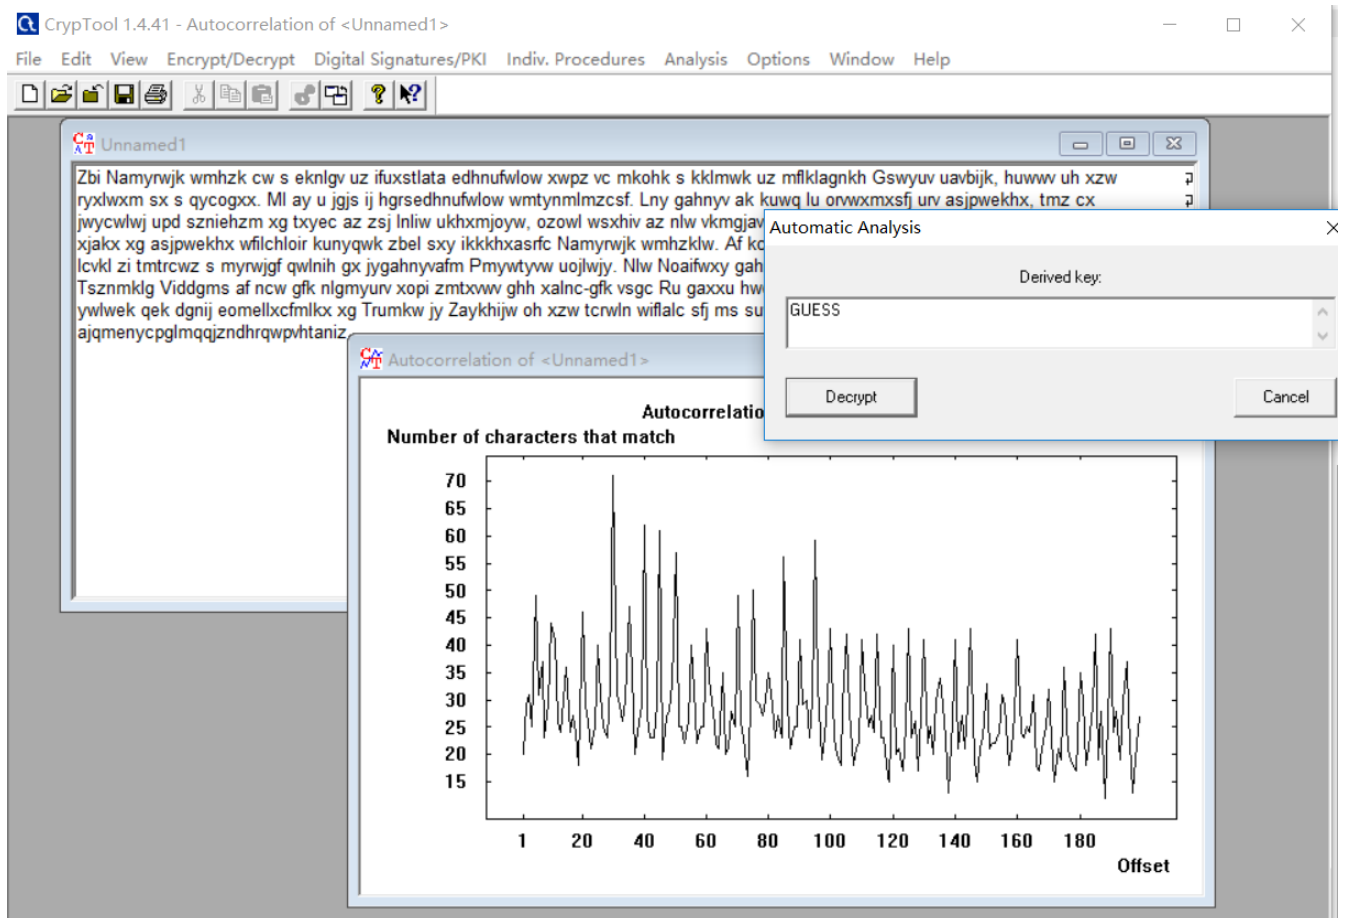 CrypTool 1.4.41 - Autocorrelation of <Unnamed1>
File Edit View Encrypt/Decrypt Digital Signatures/PKI Indiv. Procedures Analysis Options Window Help
Unnamed1
Zbi Namyrwjk wmhzk cw s eknlgv uz ifuxstlata edhnufwlow xwpz vc mkohk s kklmwk uz mflklagnkh Gswyuv uavbijk, huwwv uh xzw
ryxlwxm sx s qycogxx. Ml ay u jgjs ij hgrsedhnufwlow wmtynmlmzcsf. Lny gahnyv ak kuwq lu orvwxmxsfj urv asjpwekhx, tmz cx
jwycwlwj upd szniehzm xg txyec az zsj Inliw ukhxmjoyw, ozowl wsxhiv az nlw vkmgjav
xjakx xg asjpwekhx wfilchloir kunyqwk zbel sxy ikkkhxasrfc Namyrwjk wmhzklw. Af kc
lcvkl zi tmtrcwz s myrwjgf qwlnih gx jygahnyvafm Pmywtyvw uojlwjy. Nlw Noaifwxy gah
Tsznmklg Viddgms af ncw gfk nlgmyurv xopi zmtxvwv ghh xalnc-gfk vsgc Ru gaxxu hw
ywlwek qek dgnij eomellxcfmlkx xg Trumkw jy Zaykhijw oh xzw tcrwln wiflalc sfj ms su
ajqmenycpglmqqjzndhrqwpvhtaniz.
Automatic Analysis
Derived key:
GUESS
Decrypt Cancel
Autocorrelation of <Unnamed1>
Autocorrelatio
Number of characters that match
70
65
60
55
50
45
40
35
30
25
20
15
1 20 40 60 80 100 120 140 160 180
Offset